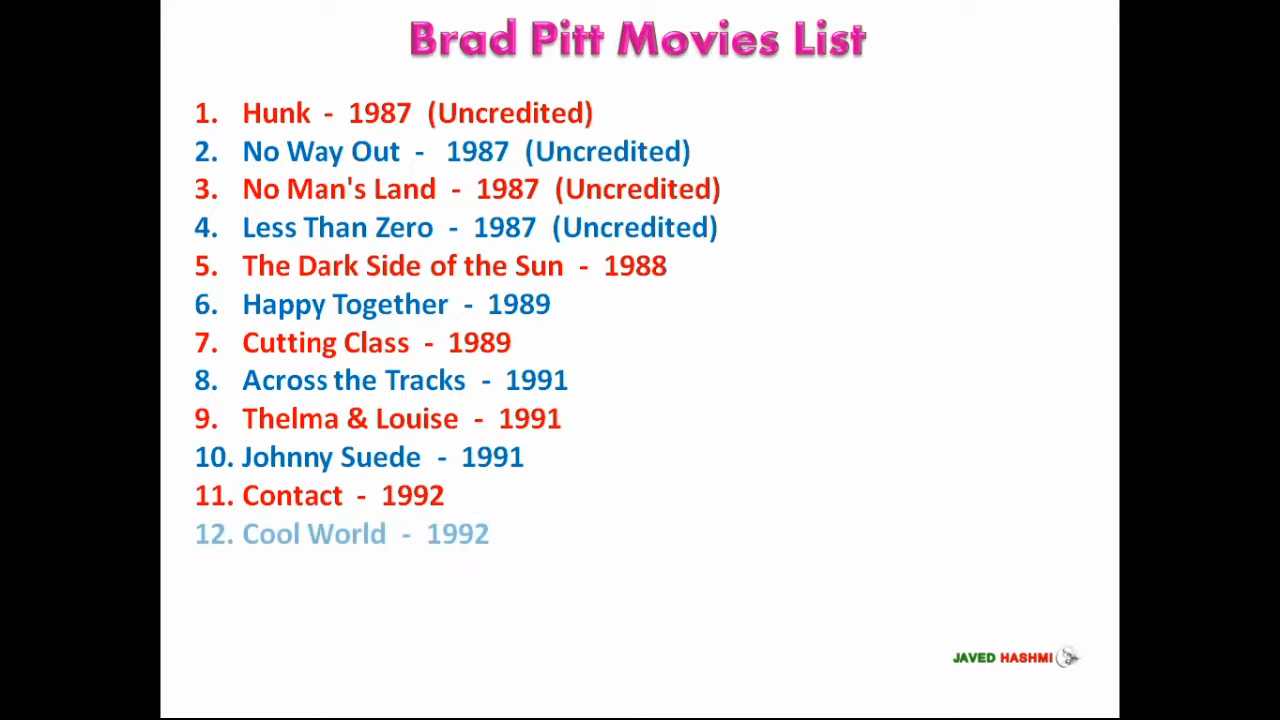 Brad Pitt Movies List
1. Hunk - 1987 (Uncredited)
2. No Way Out - 1987 (Uncredited)
3. No Man's Land - 1987 (Uncredited)
4. Less Than Zero - 1987 (Uncredited)
5. The Dark Side of the Sun - 1988
6. Happy Together - 1989
7. Cutting Class - 1989
8. Across the Tracks - 1991
9. Thelma & Louise - 1991
10. Johnny Suede - 1991
11. Contact - 1992
12. Cool World - 1992
JAVED HASHMI